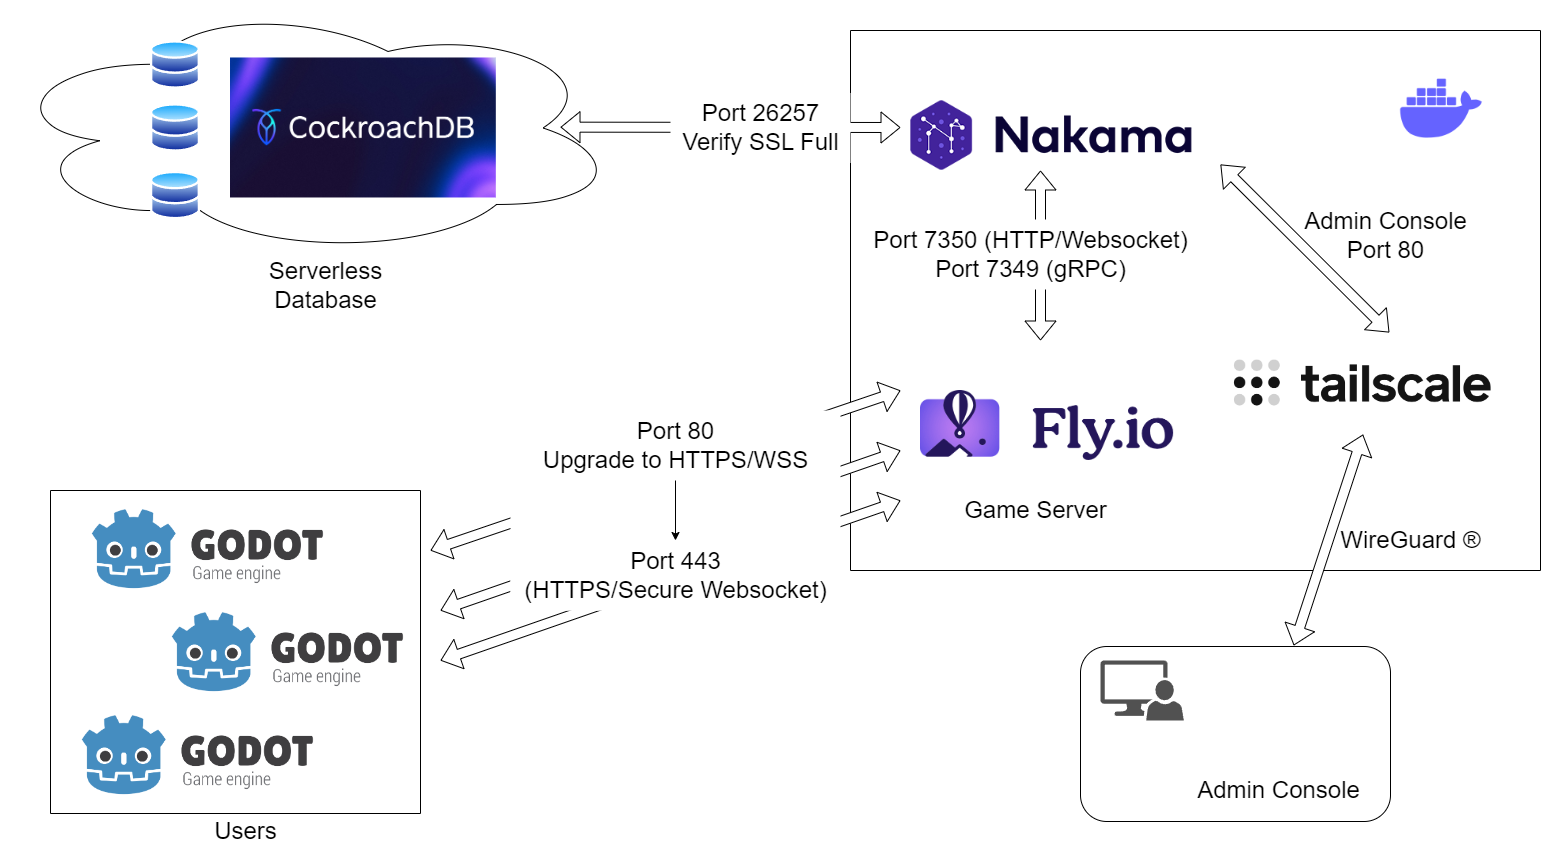 CockroachDB
Serverless
Database
Port 26257
Verify SSL Full
Nakama
Admin Console
Port 80
Port 7350 (HTTP/Websocket)
Port 7349 (gRPC)
tailscale
Fly.io
Game Server
WireGuard ®
Port 80
Upgrade to HTTPS/WSS
Port 443
(HTTPS/Secure Websocket)
GODOT
Game engine
GODOT
Game engine
GODOT
Game engine
Users
Admin Console